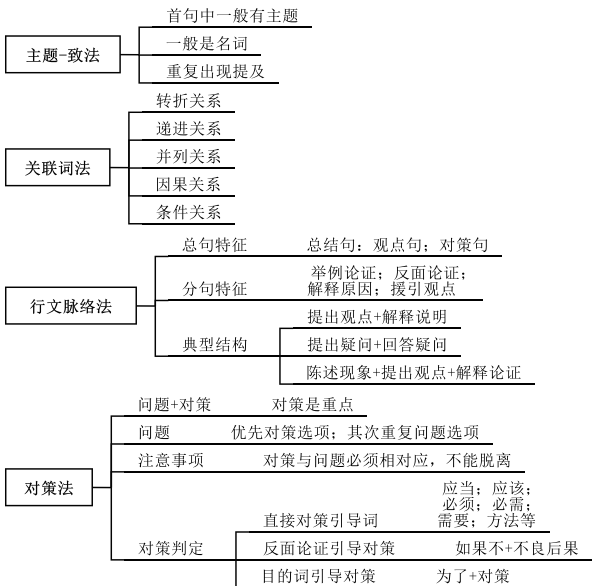 首句中一般有主题
主题-致法
一般是名词
重复出现提及
转折关系
递进关系
关联词法
并列关系
因果关系
条件关系
总句特征 总结句；观点句；对策句
举例论证；反面论证；
分句特征 解释原因；援引观点
行文脉络法
提出观点+解释说明
典型结构 提出疑问+回答疑问
陈述现象+提出观点+解释论证
问题+对策 对策是重点
问题 优先对策选项；其次重复问题选项
注意事项 对策与问题必须相对应，不能脱离
对策法
应当；应该；
必须；必需；
直接对策引导词 需要；方法等
对策判定 反面论证引导对策 如果不+不良后果
目的词引导对策 为了+对策